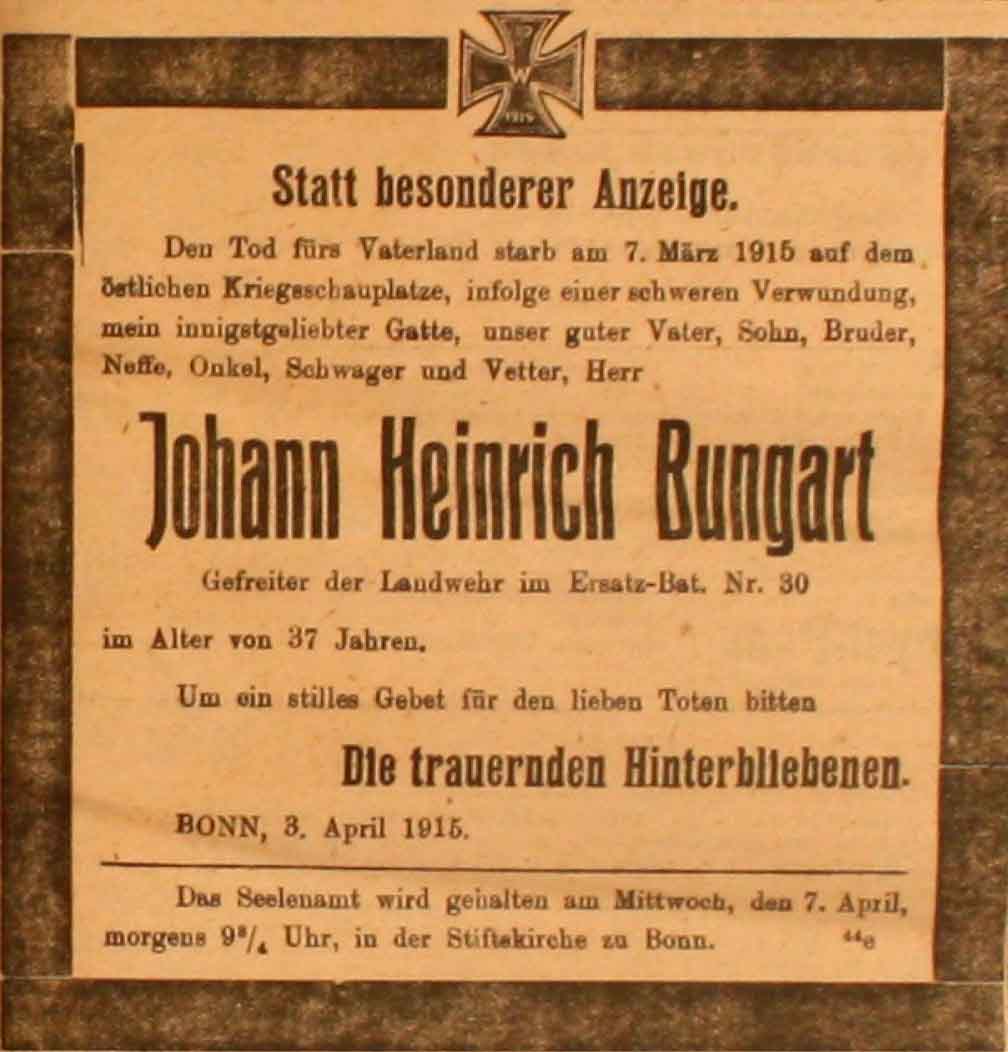 W
1915
Statt besonderer Anzeige.
Den Tod fürs Vaterland starb am 7. März 1915 auf dem
östlichen Kriegsschauplatze, infolge einer schweren Verwundung,
mein innigstgeliebter Gatte, unser guter Vater, Sohn, Bruder,
Neffe, Onkel, Schwager und Vetter, Herr
Johann Heinrich Bungart
Gefreiter der Landwehr im Ersatz-Bat. Nr. 30
im Alter von 37 Jahren.
Um ein stilles Gebet für den lieben Toten bitten
Die trauernden Hinterbliebenen.
BONN, 3. April 1915.
Das Seelenamt wird gehalten am Mittwoch, den 7. April,
morgens 9³/₄ Uhr, in der Stiftskirche zu Bonn. ⁴⁴e